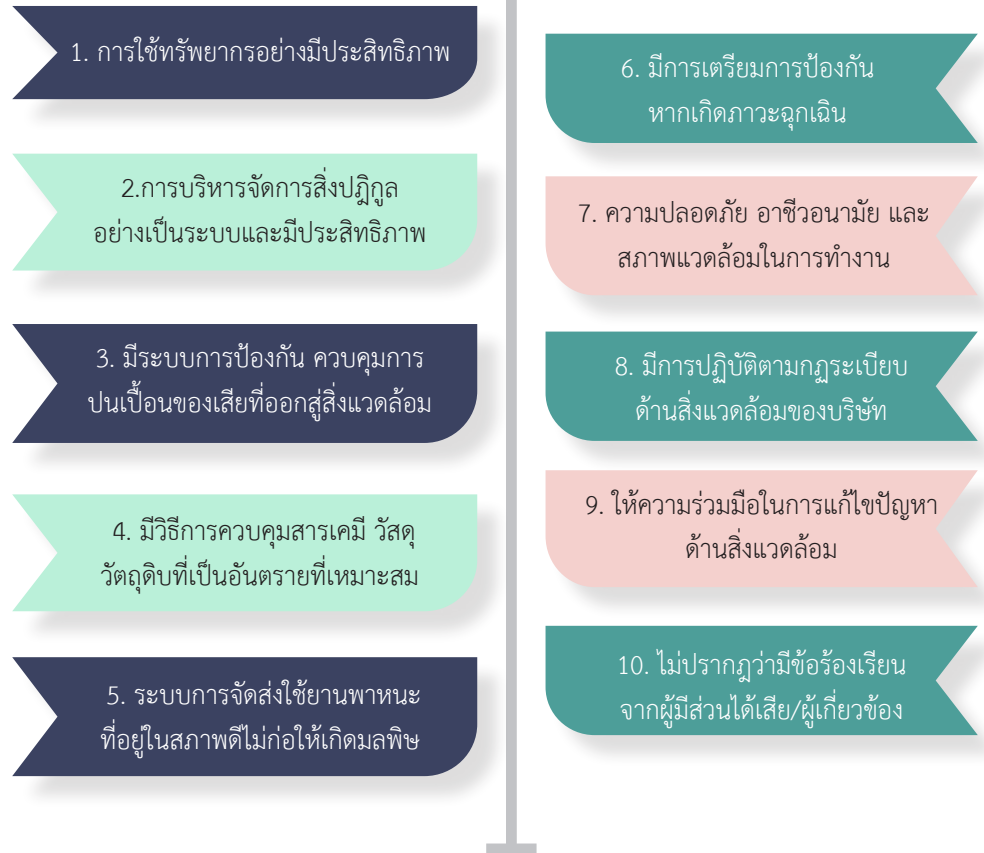 1. การใช้ทรัพยากรอย่างมีประสิทธิภาพ
2.การบริหารจัดการสิ่งปฎิกูล
อย่างเป็นระบบและมีประสิทธิภาพ
3. มีระบบการป้องกัน ควบคุมการ
ปนเปื้อนของเสียที่ออกสู่สิ่งแวดล้อม
4. มีวิธีการควบคุมสารเคมี วัสดุ
วัตถุดิบที่เป็นอันตรายที่เหมาะสม
5. ระบบการจัดส่งใช้ยานพาหนะ
ที่อยู่ในสภาพดีไม่ก่อให้เกิดมลพิษ
6. มีการเตรียมการป้องกัน
หากเกิดภาวะฉุกเฉิน
7. ความปลอดภัย อาชีวอนามัย และ
สภาพแวดล้อมในการทำงาน
8. มีการปฏิบัติตามกฏระเบียบ
ด้านสิ่งแวดล้อมของบริษัท
9. ให้ความร่วมมือในการแก้ไขปัญหา
ด้านสิ่งแวดล้อม
10. ไม่ปรากฎว่ามีข้อร้องเรียน
จากผู้มีส่วนได้เสีย/ผู้เกี่ยวข้อง